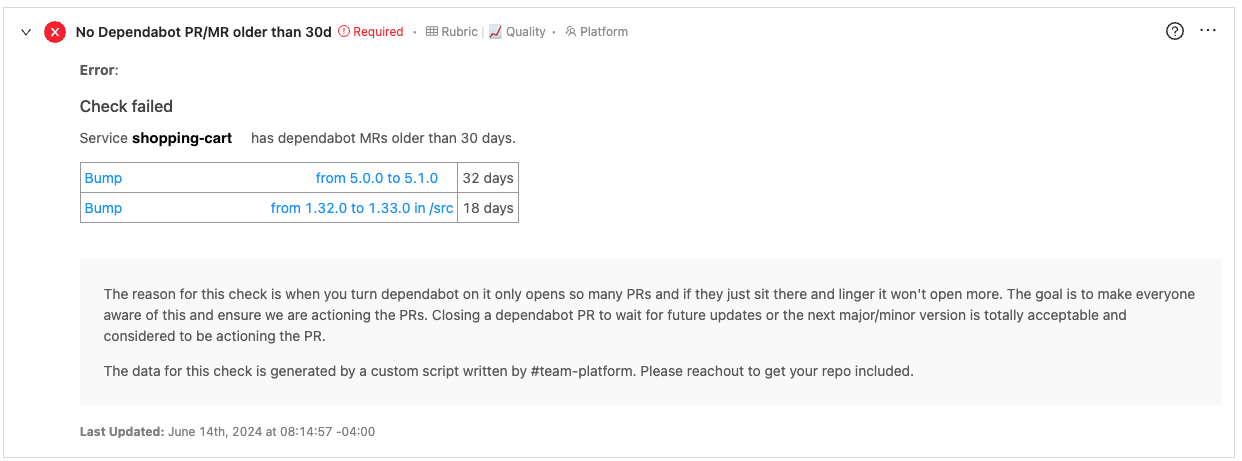 No Dependabot PR/MR older than 30d Required · Rubric | Quality · Platform
Error:
Check failed
Service shopping-cart has dependabot MRs older than 30 days.
Bump from 5.0.0 to 5.1.0 32 days
Bump from 1.32.0 to 1.33.0 in /src 18 days
The reason for this check is when you turn dependabot on it only opens so many PRs and if they just sit there and linger it won't open more. The goal is to make everyone
aware of this and ensure we are actioning the PRs. Closing a dependabot PR to wait for future updates or the next major/minor version is totally acceptable and
considered to be actioning the PR.
The data for this check is generated by a custom script written by #team-platform. Please reachout to get your repo included.
Last Updated: June 14th, 2024 at 08:14:57 -04:00